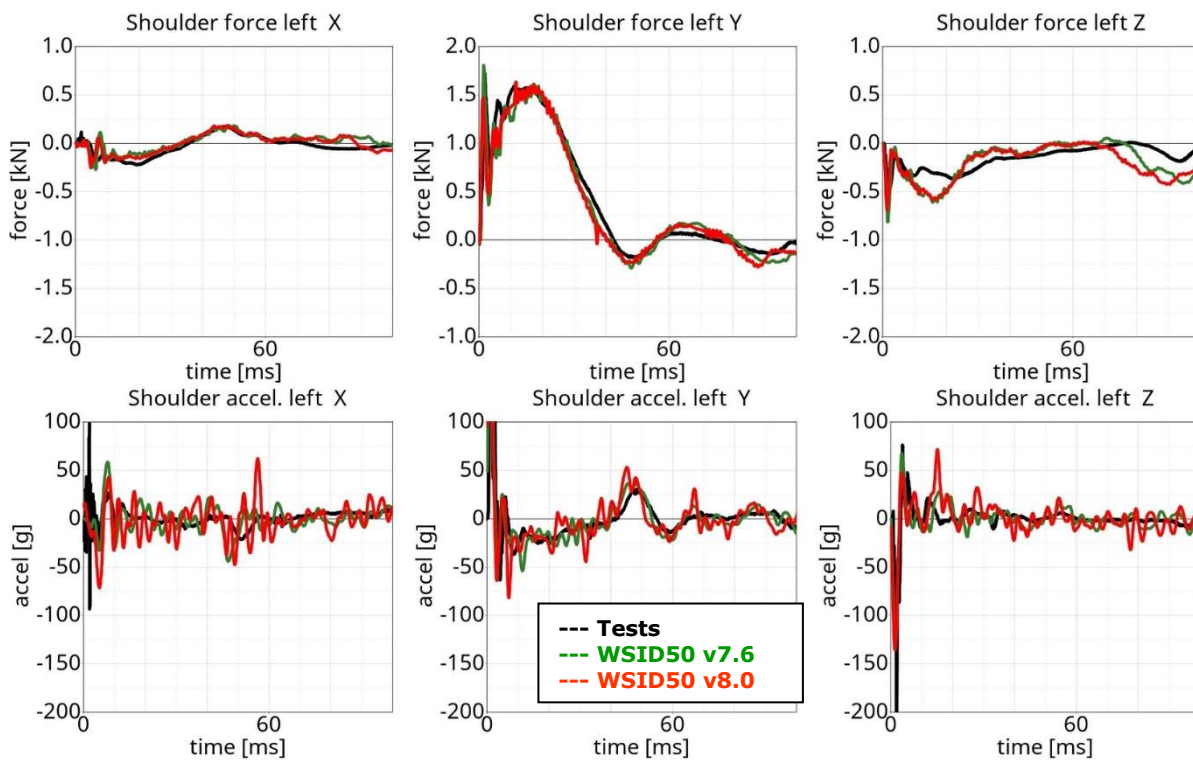 Shoulder force left X
Shoulder force left Y
Shoulder force left Z
1.0
0.5
0.0
-0.5
-1.0
-1.5
-2.0
0
60
force [kN]
time [ms]
2.0
1.5
1.0
0.5
0.0
-0.5
-1.0
0
60
force [kN]
time [ms]
1.0
0.5
0.0
-0.5
-1.0
-1.5
-2.0
0
60
force [kN]
time [ms]
Shoulder accel. left X
Shoulder accel. left Y
Shoulder accel. left Z
100
50
0
-50
-100
-150
-200
0
60
accel [g]
time [ms]
100
50
0
-50
-100
-150
-200
0
60
accel [g]
time [ms]
100
50
0
-50
-100
-150
-200
0
60
accel [g]
time [ms]
--- Tests
--- WSID50 v7.6
--- WSID50 v8.0